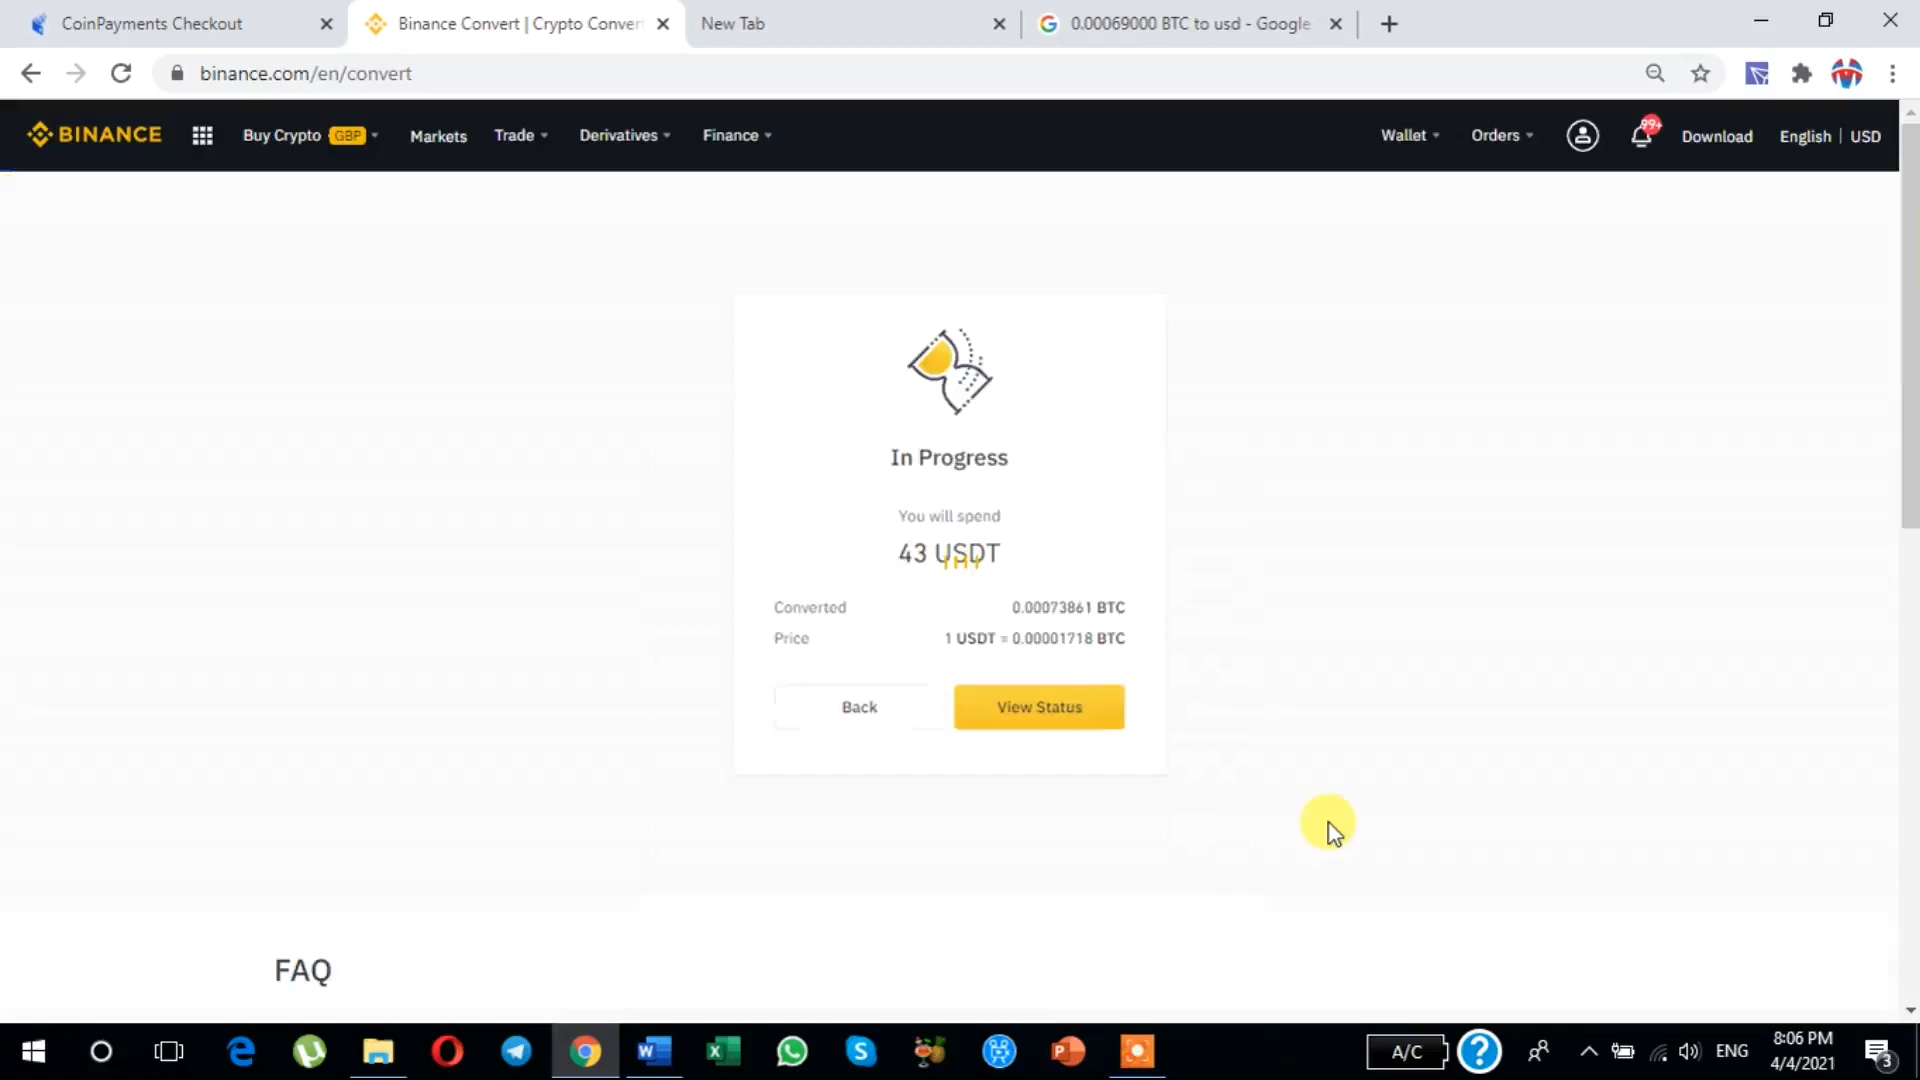 CoinPayments Checkout
Binance Convert | Crypto Conver
New Tab
0.00069000 BTC to usd - Google
binance.com/en/convert
BINANCE
Buy Crypto GBP
Markets
Trade
Derivatives
Finance
Wallet
Orders
99+
Download
English | USD
In Progress
You will spend
43 USDT
Converted 0.00073861 BTC
Price 1 USDT = 0.00001718 BTC
Back
View Status
FAQ
A/C
ENG
8:06 PM
4/4/2021
3